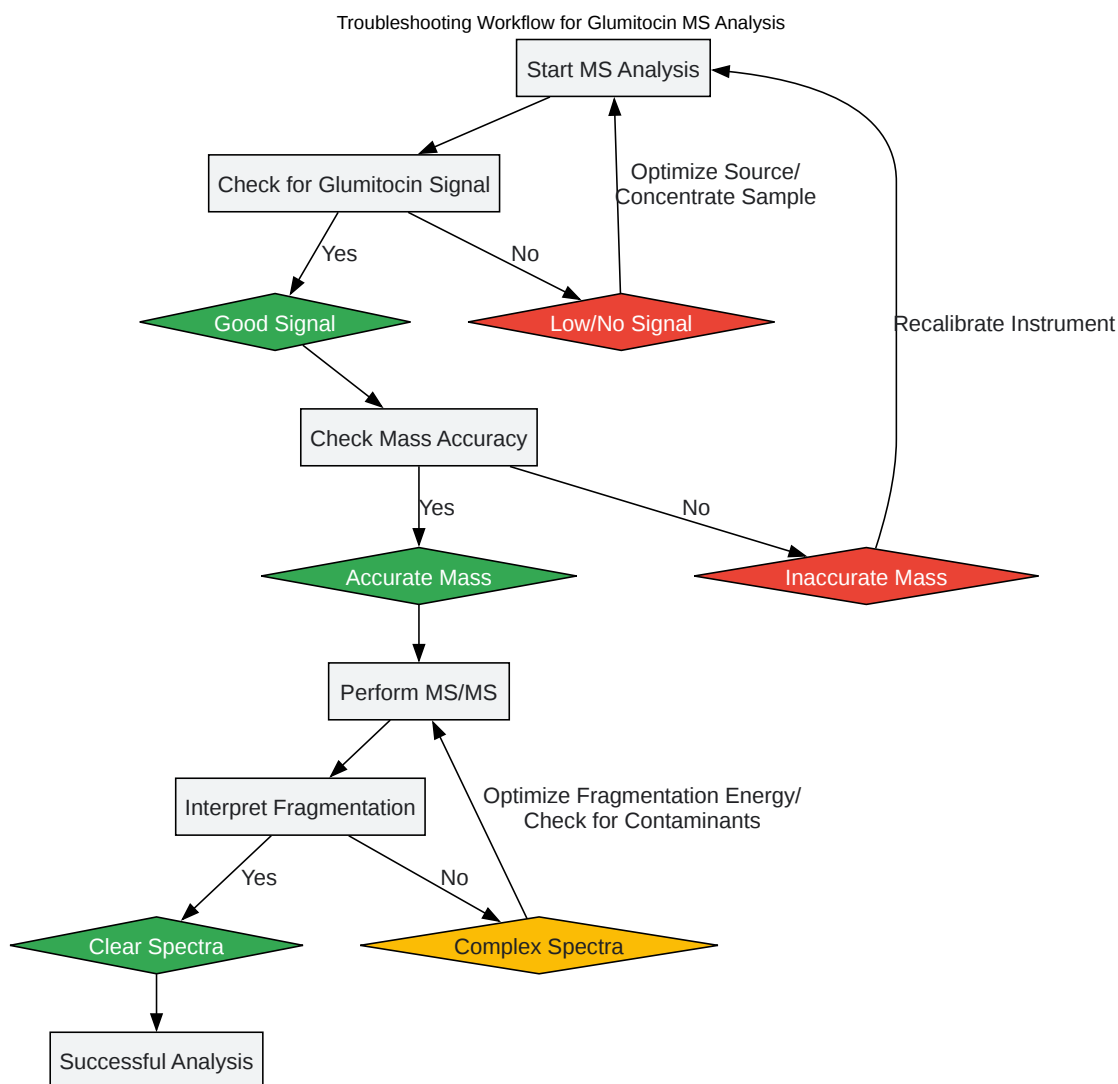 Troubleshooting Workflow for Glumitocin MS Analysis
Start MS Analysis
Check for Glumitocin Signal
Optimize Source/
Concentrate Sample
Yes
No
Good Signal
Low/No Signal
Recalibrate Instrument
Check Mass Accuracy
Yes
No
Accurate Mass
Inaccurate Mass
Perform MS/MS
Interpret Fragmentation
Optimize Fragmentation Energy/
Check for Contaminants
Yes
No
Clear Spectra
Complex Spectra
Successful Analysis